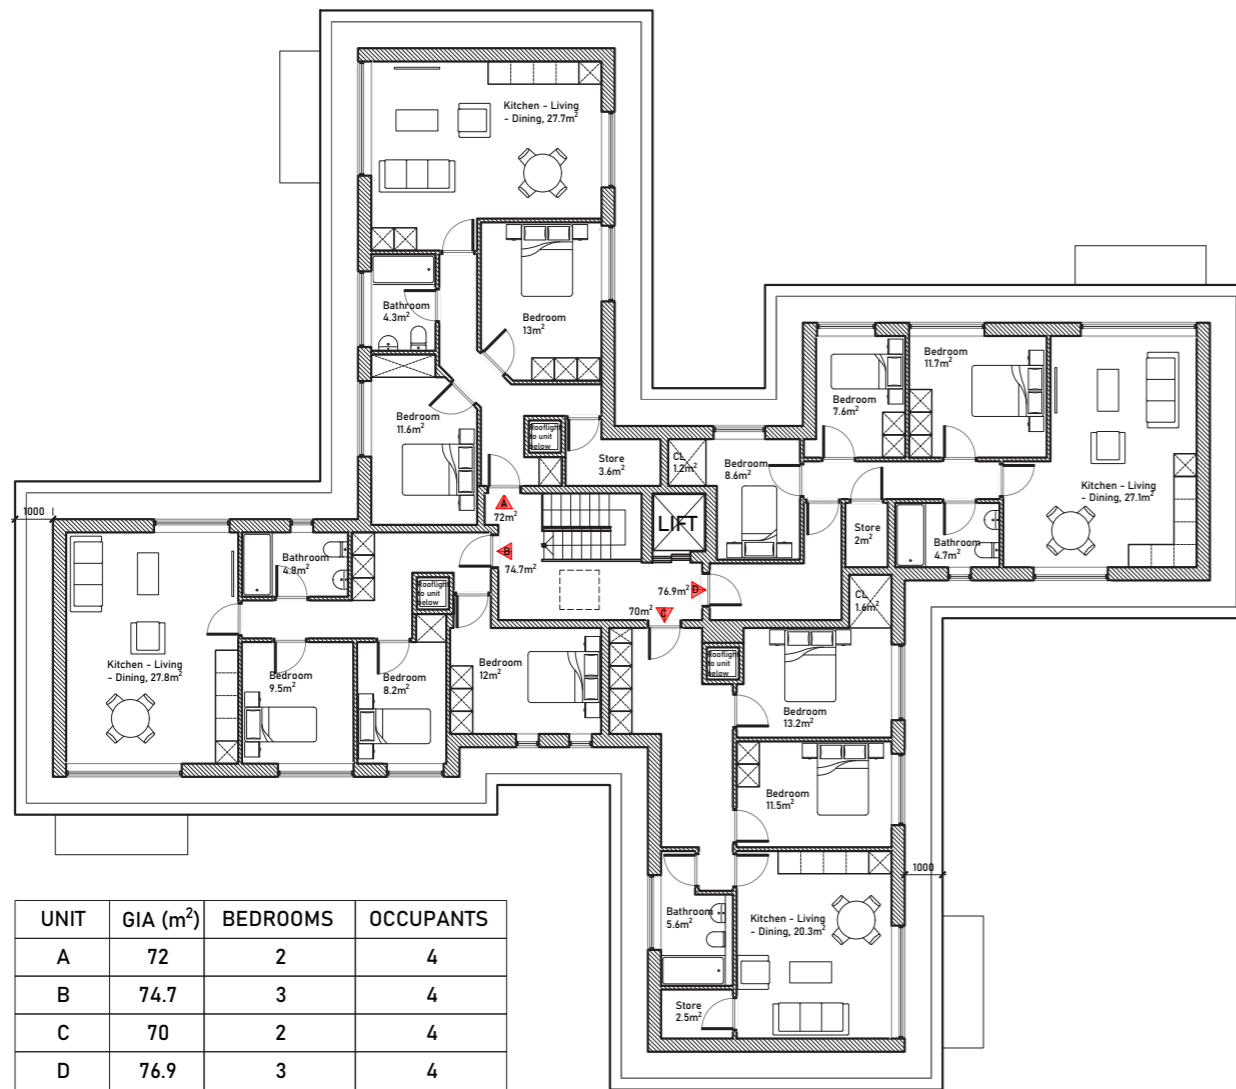 Kitchen - Living
- Dining, 27.7m²
Bathroom
4.3m²
Bedroom
13m²
Bedroom
11.6m²
Rooflight
to unit
below
Store
3.6m²
CL
1.2m²
Bedroom
8.6m²
Bedroom
7.6m²
Bedroom
11.7m²
Kitchen - Living
- Dining, 27.1m²
Store
2m²
Bathroom
4.7m²
A
72m²
B
74.7m²
LIFT
76.9m²
D
70m²
C
CL
1.6m²
1000
Bathroom
4.8m²
Rooflight
to unit
below
Kitchen - Living
- Dining, 27.8m²
Bedroom
9.5m²
Bedroom
8.2m²
Bedroom
12m²
Rooflight
to unit
below
Bedroom
13.2m²
Bedroom
11.5m²
1000
Bathroom
5.6m²
Kitchen - Living
- Dining, 20.3m²
Store
2.5m²
UNIT GIA (m²) BEDROOMS OCCUPANTS
A 72 2 4
B 74.7 3 4
C 70 2 4
D 76.9 3 4